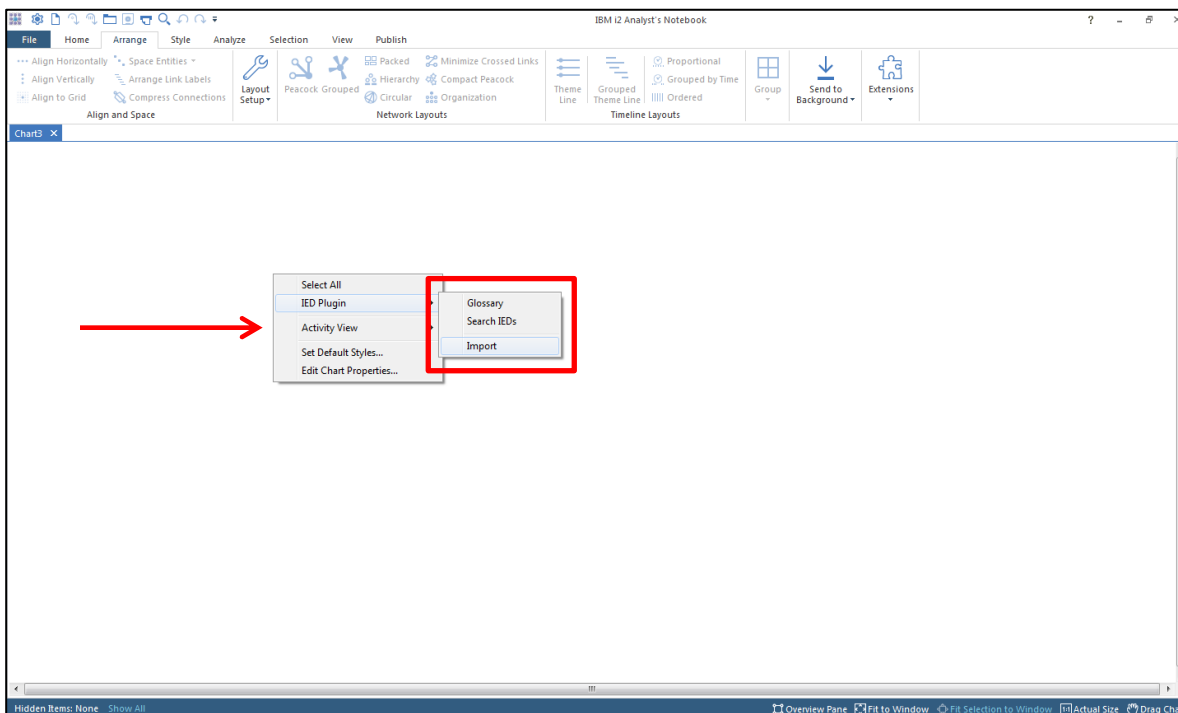 IBM i2 Analyst's Notebook
File Home Arrange Style Analyze Selection View Publish
Align Horizontally Space Entities
Align Vertically Arrange Link Labels
Align to Grid Compress Connections
Align and Space
Layout
Setup
Peacock Grouped
Packed Minimize Crossed Links
Hierarchy Compact Peacock
Circular Organization
Network Layouts
Theme
Line
Grouped
Theme Line
Proportional
Grouped by Time
Ordered
Timeline Layouts
Group
Send to
Background
Extensions
Chart3
Select All
IED Plugin
Activity View
Set Default Styles...
Edit Chart Properties...
Glossary
Search IEDs
Import
Hidden Items: None Show All
Overview Pane Fit to Window Fit Selection to Window 1:1 Actual Size Drag Cha